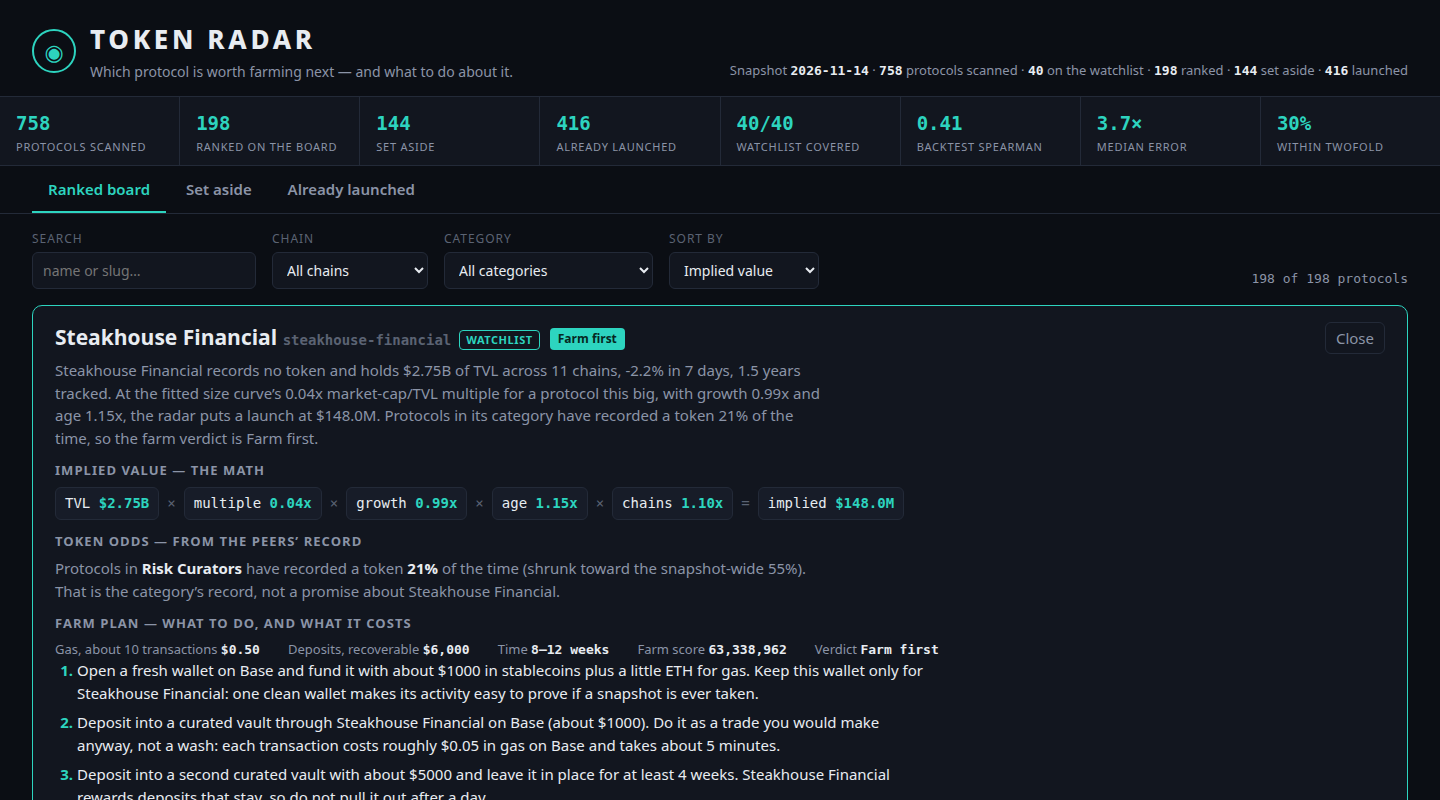 TOKEN RADAR
Which protocol is worth farming next — and what to do about it.
Snapshot 2026-11-14 · 758 protocols scanned · 40 on the watchlist · 198 ranked · 144 set aside · 416 launched
758
PROTOCOLS SCANNED
198
RANKED ON THE BOARD
144
SET ASIDE
416
ALREADY LAUNCHED
40/40
WATCHLIST COVERED
0.41
BACKTEST SPEARMAN
3.7×
MEDIAN ERROR
30%
WITHIN TWOFOLD
Ranked board
Set aside
Already launched
SEARCH
name or slug…
CHAIN
All chains
CATEGORY
All categories
SORT BY
Implied value
198 of 198 protocols
Steakhouse Financial steakhouse-financial WATCHLIST Farm first
Close
Steakhouse Financial records no token and holds $2.75B of TVL across 11 chains, -2.2% in 7 days, 1.5 years
tracked. At the fitted size curve’s 0.04x market-cap/TVL multiple for a protocol this big, with growth 0.99x and
age 1.15x, the radar puts a launch at $148.0M. Protocols in its category have recorded a token 21% of the
time, so the farm verdict is Farm first.
IMPLIED VALUE — THE MATH
TVL $2.75B × multiple 0.04x × growth 0.99x × age 1.15x × chains 1.10x = implied $148.0M
TOKEN ODDS — FROM THE PEERS’ RECORD
Protocols in Risk Curators have recorded a token 21% of the time (shrunk toward the snapshot-wide 55%).
That is the category’s record, not a promise about Steakhouse Financial.
FARM PLAN — WHAT TO DO, AND WHAT IT COSTS
Gas, about 10 transactions $0.50 Deposits, recoverable $6,000 Time 8–12 weeks Farm score 63,338,962 Verdict Farm first
1. Open a fresh wallet on Base and fund it with about $1000 in stablecoins plus a little ETH for gas. Keep this wallet only for
Steakhouse Financial: one clean wallet makes its activity easy to prove if a snapshot is ever taken.
2. Deposit into a curated vault through Steakhouse Financial on Base (about $1000). Do it as a trade you would make
anyway, not a wash: each transaction costs roughly $0.05 in gas on Base and takes about 5 minutes.
3. Deposit into a second curated vault with about $5000 and leave it in place for at least 4 weeks. Steakhouse Financial
rewards deposits that stay, so do not pull it out after a day.